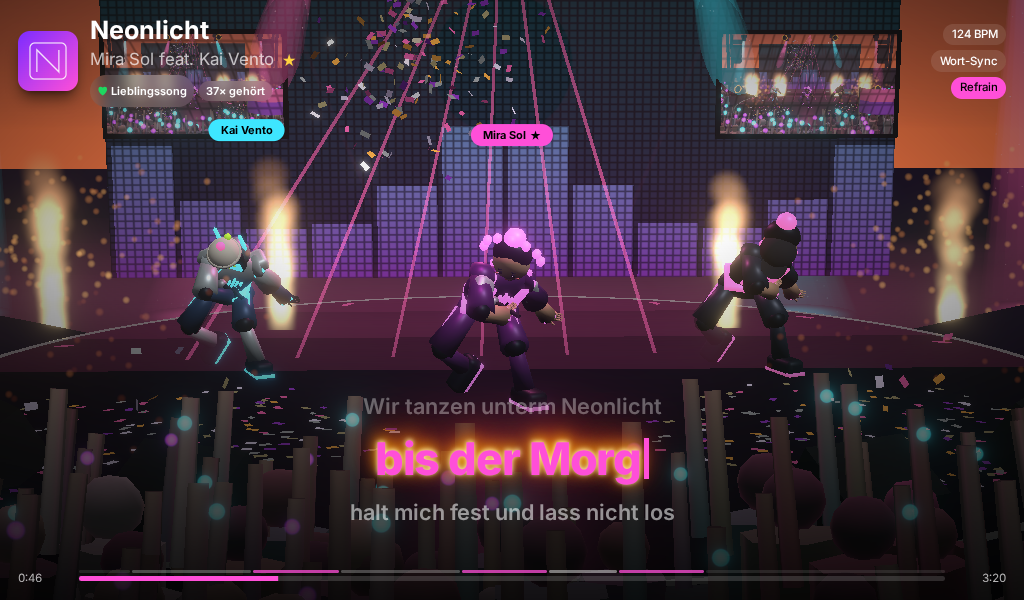 N
Neonlicht
Mira Sol feat. Kai Vento ★
Lieblingssong
37× gehört
124 BPM
Wort-Sync
Refrain
Kai Vento
Mira Sol ★
Wir tanzen unterm Neonlicht
bis der Morg
halt mich fest und lass nicht los
0:46
3:20